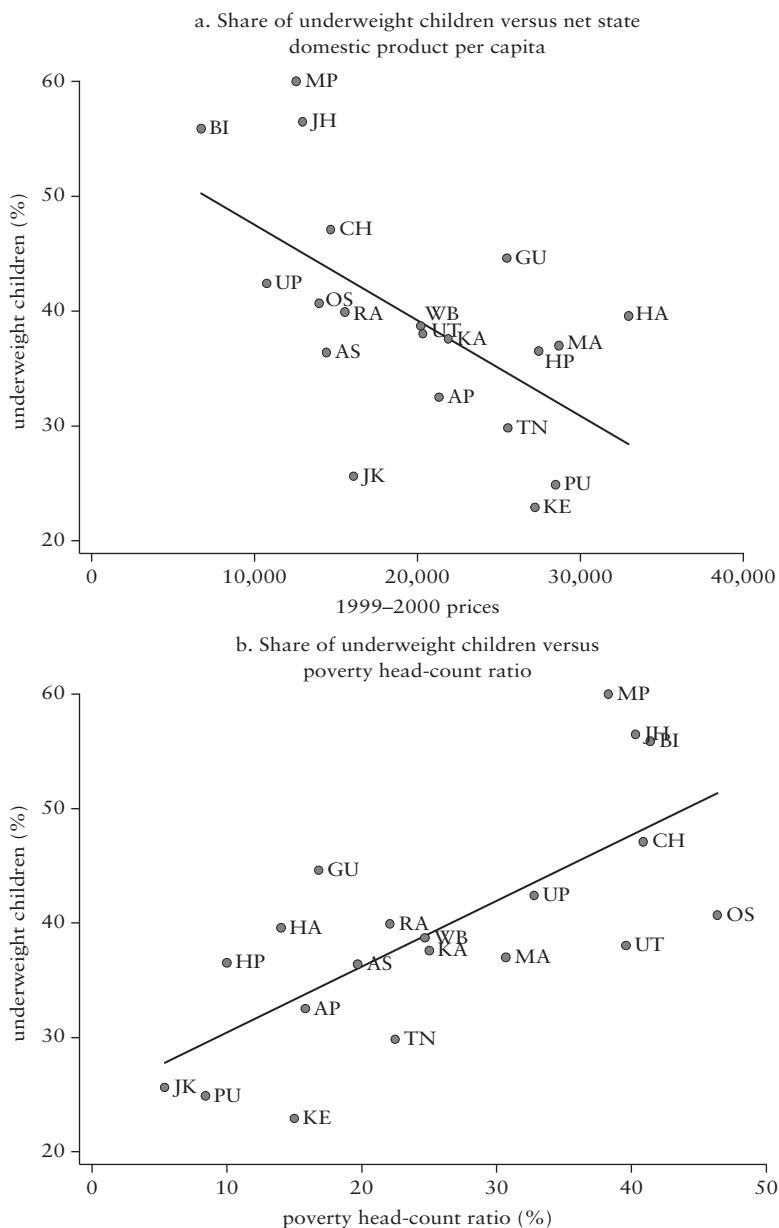 a. Share of underweight children versus net state
domestic product per capita
underweight children (%)
60
50
40
30
20
MP
JH
BI
CH
GU
UP
OS
RA
WB
UT
KA
HA
MA
HP
AS
AP
TN
JK
PU
KE
0
10,000
20,000
30,000
40,000
1999–2000 prices
b. Share of underweight children versus
poverty head-count ratio
underweight children (%)
60
50
40
30
20
MP
JH
BI
CH
GU
UP
OS
HA
RA
WB
KA
UT
HP
AS
MA
AP
TN
JK
PU
KE
0
10
20
30
40
50
poverty head-count ratio (%)